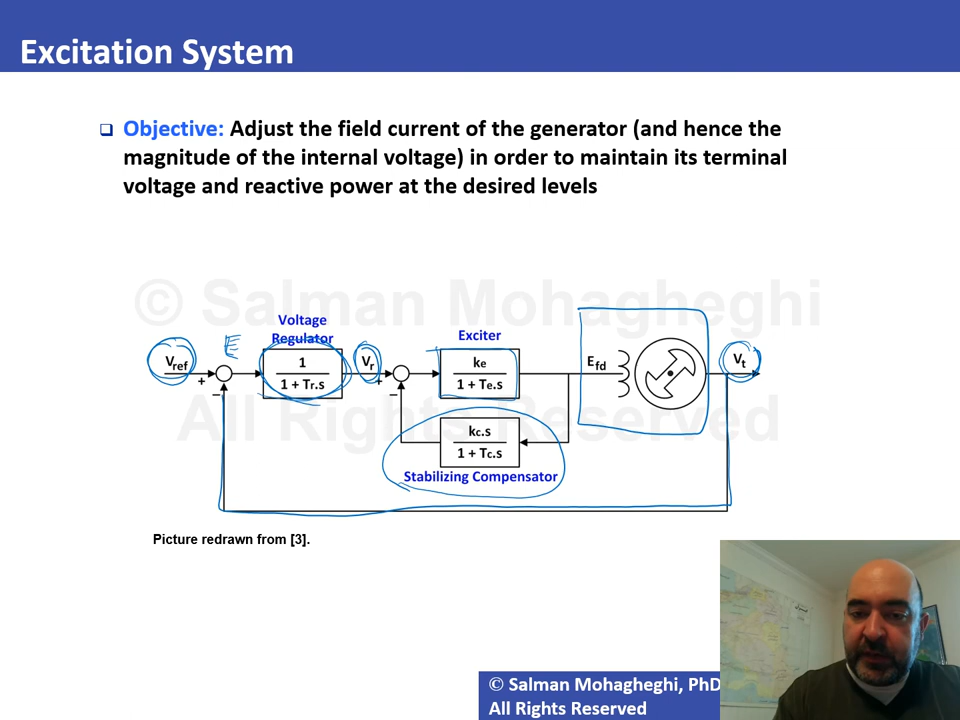 Excitation System
Objective: Adjust the field current of the generator (and hence the
magnitude of the internal voltage) in order to maintain its terminal
voltage and reactive power at the desired levels
© Salman Mohagheghi
All Rights Reserved
Voltage
Regulator
Exciter
Vref
+
−
1
1 + Tr.s
Vr
+
−
ke
1 + Te.s
Efd
Vt
kc.s
1 + Tc.s
Stabilizing Compensator
Picture redrawn from [3].
© Salman Mohagheghi, PhD
All Rights Reserved